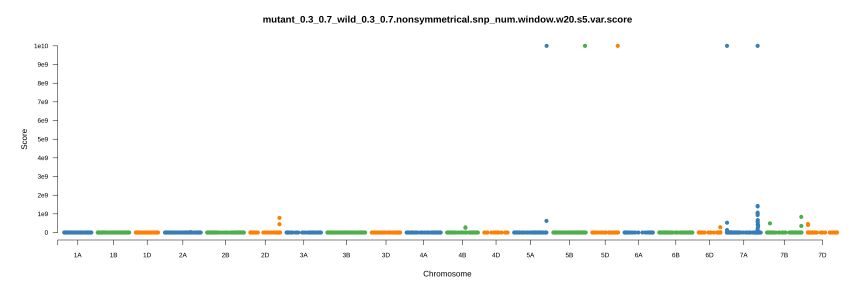 mutant_0.3_0.7_wild_0.3_0.7.nonsymmetrical.snp_num.window.w20.s5.var.score
1e10
9e9
8e9
7e9
6e9
5e9
4e9
3e9
2e9
1e9
0
Score
1A 1B 1D 2A 2B 2D 3A 3B 3D 4A 4B 4D 5A 5B 5D 6A 6B 6D 7A 7B 7D
Chromosome